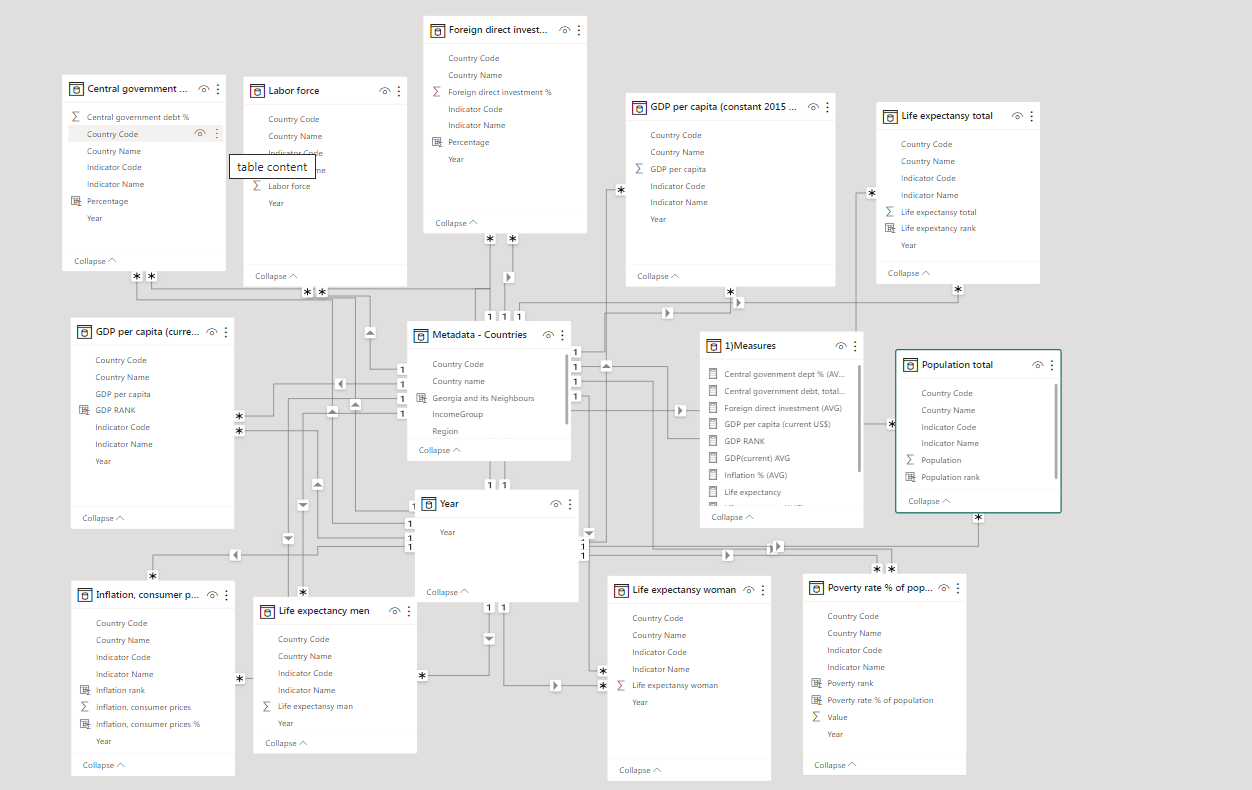 Foreign direct invest...
Country Code
Country Name
Foreign direct investment %
Indicator Code
Indicator Name
Percentage
Year
Collapse
Central government ...
Central government debt %
Country Code
Country Name
Indicator Code
Indicator Name
Percentage
Year
Collapse
Labor force
Country Code
Country Name
Indicator Code
table content
Labor force
Year
Collapse
GDP per capita (constant 2015 ...
Country Code
Country Name
GDP per capita
Indicator Code
Indicator Name
Year
Collapse
Life expectansy total
Country Code
Country Name
Indicator Code
Indicator Name
Life expectansy total
Life expextancy rank
Year
Collapse
GDP per capita (curre...
Country Code
Country Name
GDP per capita
GDP RANK
Indicator Code
Indicator Name
Year
Collapse
Metadata - Countries
Country Code
Country name
Georgia and its Neighbours
IncomeGroup
Region
Collapse
1)Measures
Central govenment dept % (AV...
Central government debt, total...
Foreign direct investment (AVG)
GDP per capita (current US$)
GDP RANK
GDP(current) AVG
Inflation % (AVG)
Life expectancy
Collapse
Population total
Country Code
Country Name
Indicator Code
Indicator Name
Population
Population rank
Collapse
Year
Year
Collapse
Inflation, consumer p...
Country Code
Country Name
Indicator Code
Indicator Name
Inflation rank
Inflation, consumer prices
Inflation, consumer prices %
Year
Collapse
Life expectancy men
Country Code
Country Name
Indicator Code
Indicator Name
Life expectansy man
Year
Collapse
Life expectansy woman
Country Code
Country Name
Indicator Code
Indicator Name
Life expectansy woman
Year
Collapse
Poverty rate % of pop...
Country Code
Country Name
Indicator Code
Indicator Name
Poverty rank
Poverty rate % of population
Value
Year
Collapse